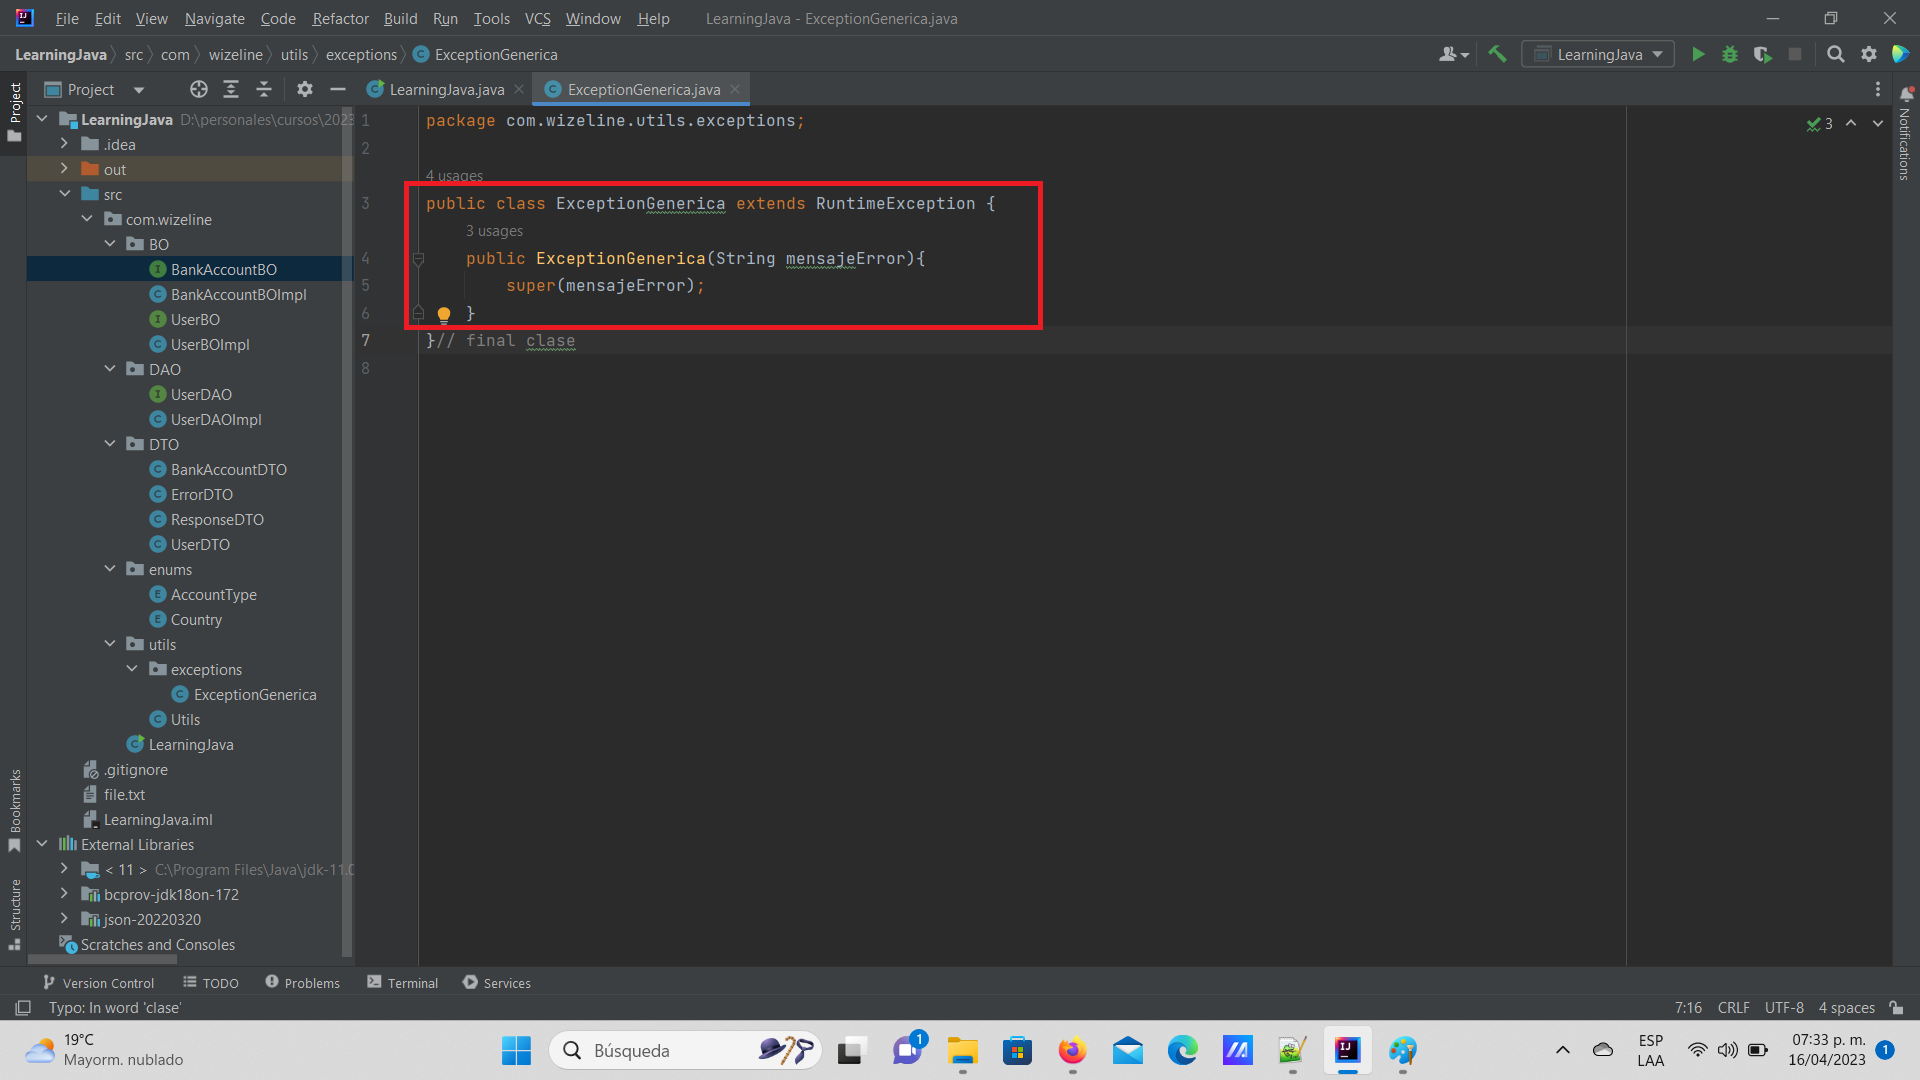 File Edit View Navigate Code Refactor Build Run Tools VCS Window Help LearningJava - ExceptionGenerica.java
LearningJava src com wizeline utils exceptions ExceptionGenerica
LearningJava
Project
LearningJava.java
ExceptionGenerica.java
Project
Notifications
LearningJava D:\personales\cursos\2023
.idea
out
src
com.wizeline
BO
BankAccountBO
BankAccountBOImpl
UserBO
UserBOImpl
DAO
UserDAO
UserDAOImpl
DTO
BankAccountDTO
ErrorDTO
ResponseDTO
UserDTO
enums
AccountType
Country
utils
exceptions
ExceptionGenerica
Utils
LearningJava
.gitignore
file.txt
LearningJava.iml
External Libraries
< 11 > C:\Program Files\Java\jdk-11.0
bcprov-jdk18on-172
json-20220320
Scratches and Consoles
Bookmarks
Structure
1 package com.wizeline.utils.exceptions;
3
2
4 usages
3 public class ExceptionGenerica extends RuntimeException {
3 usages
4 public ExceptionGenerica(String mensajeError){
5 super(mensajeError);
6 }
7 }// final clase
8
Version Control TODO Problems Terminal Services
Typo: In word 'clase'
7:16 CRLF UTF-8 4 spaces
19°C
Mayorm. nublado
Búsqueda
1
ESP
LAA
07:33 p. m.
16/04/2023
1